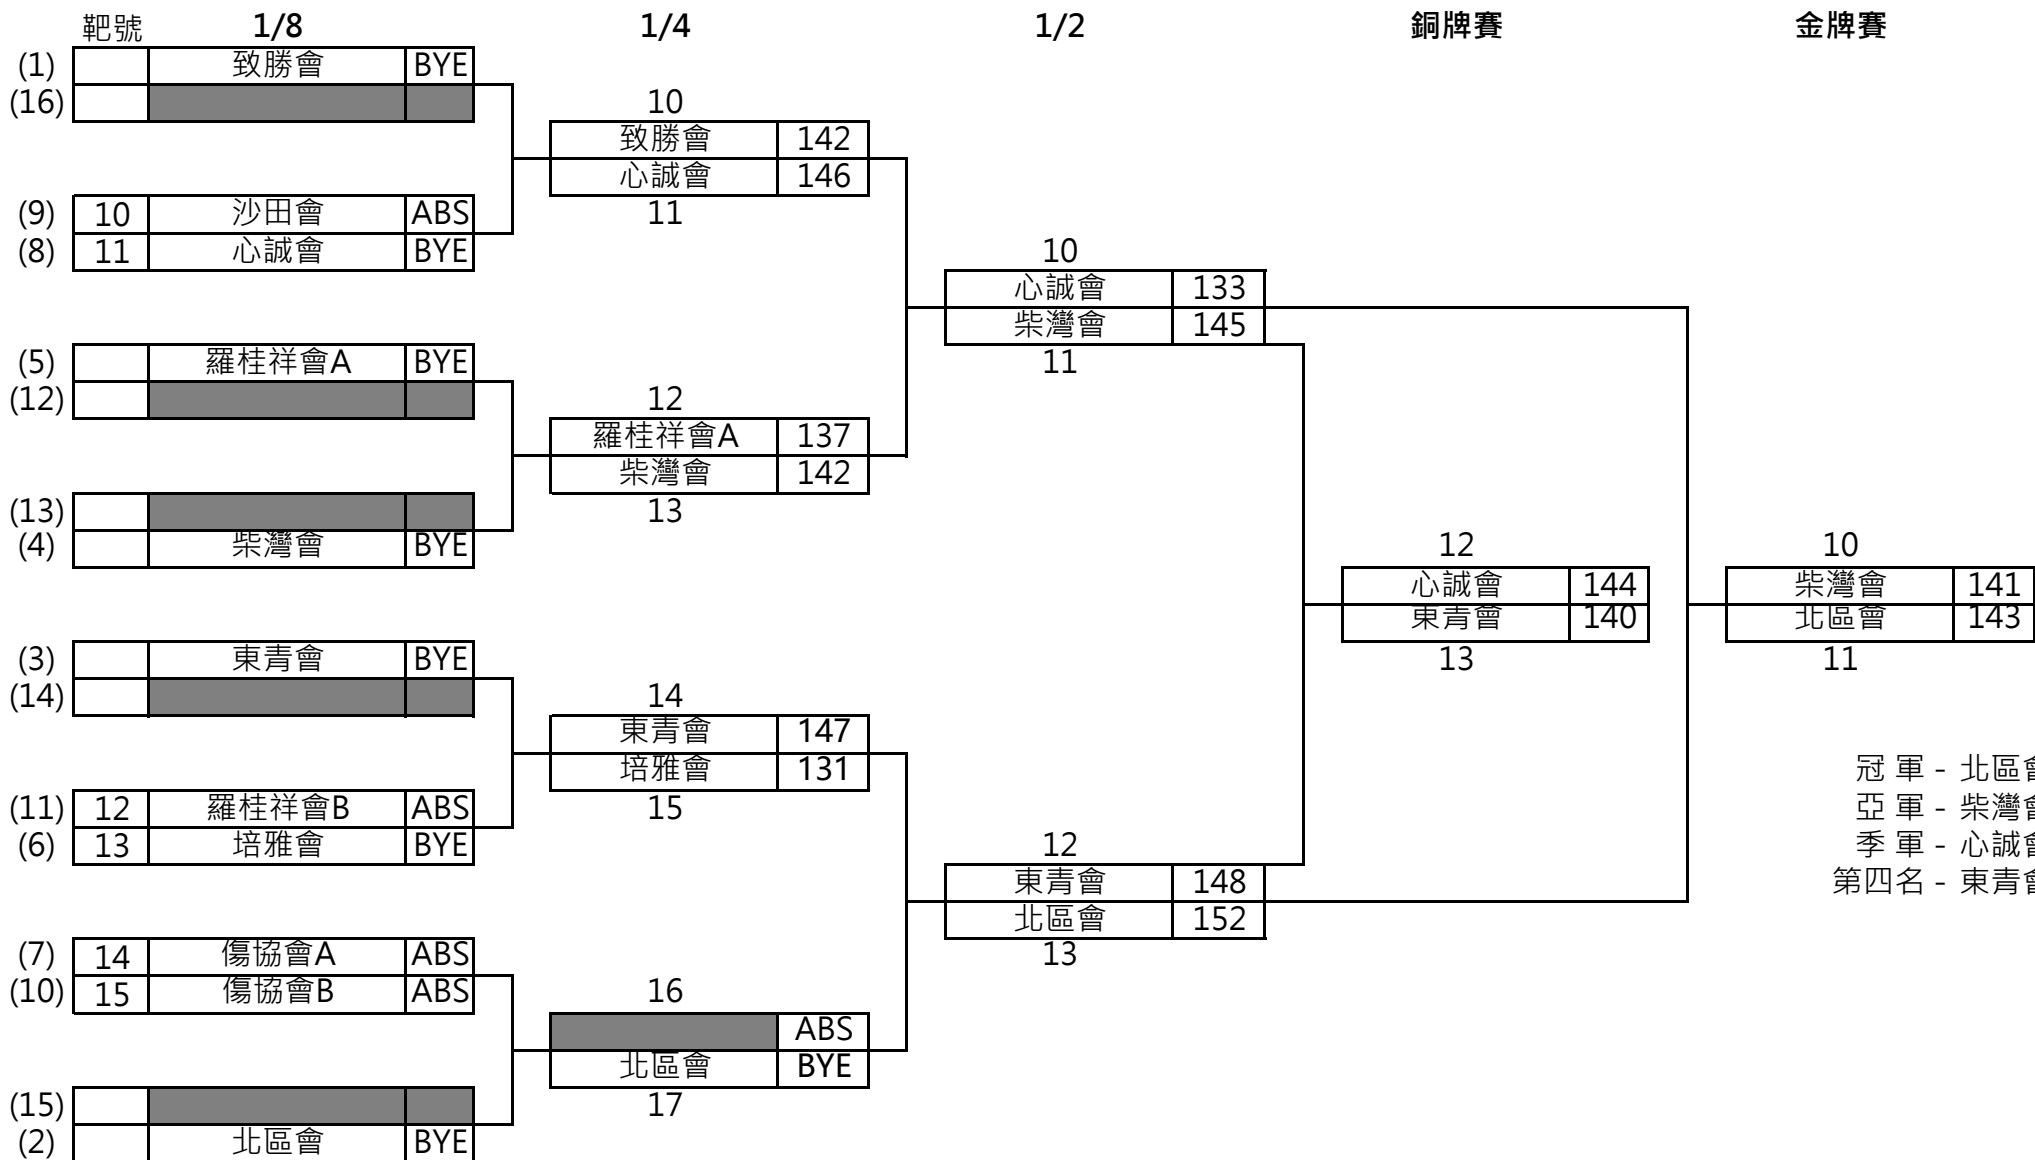 靶號 1/8 1/4 1/2 銅牌賽 金牌賽
(1) 致勝會 BYE
(16)
10
致勝會 142
心誠會 146
11
(9) 10 沙田會 ABS
(8) 11 心誠會 BYE
10
心誠會 133
柴灣會 145
11
(5) 羅桂祥會A BYE
(12)
12
羅桂祥會A 137
柴灣會 142
13
(13)
(4) 柴灣會 BYE
12
心誠會 144
東青會 140
13
10
柴灣會 141
北區會 143
11
(3) 東青會 BYE
(14)
14
東青會 147
培雅會 131
15
(11) 12 羅桂祥會B ABS
(6) 13 培雅會 BYE
12
東青會 148
北區會 152
13
冠 軍 - 北區會
亞 軍 - 柴灣會
季 軍 - 心誠會
第四名 - 東青會
(7) 14 傷協會A ABS
(10) 15 傷協會B ABS
16
ABS
北區會 BYE
17
(15)
(2) 北區會 BYE